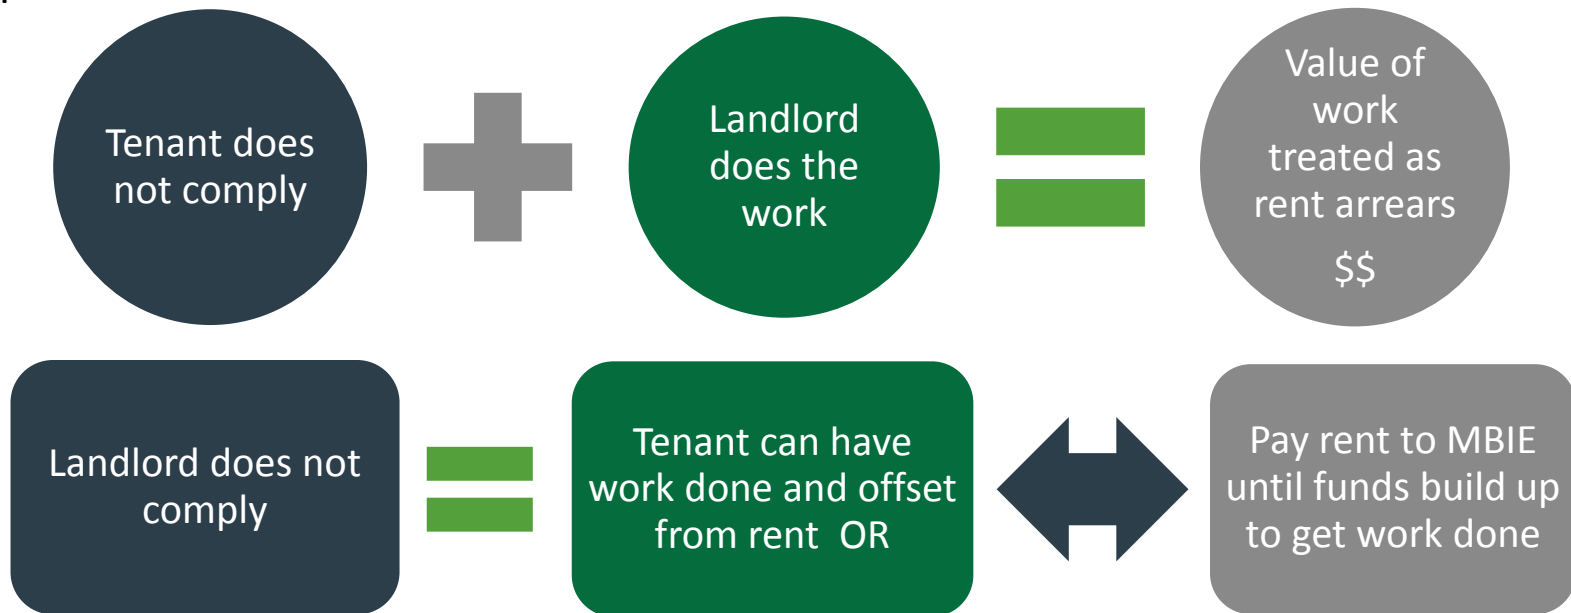 Tenant does
not comply
Landlord
does the
work
Value of
work
treated as
rent arrears
$$
Landlord does not
comply
Tenant can have
work done and offset
from rent OR
Pay rent to MBIE
until funds build up
to get work done